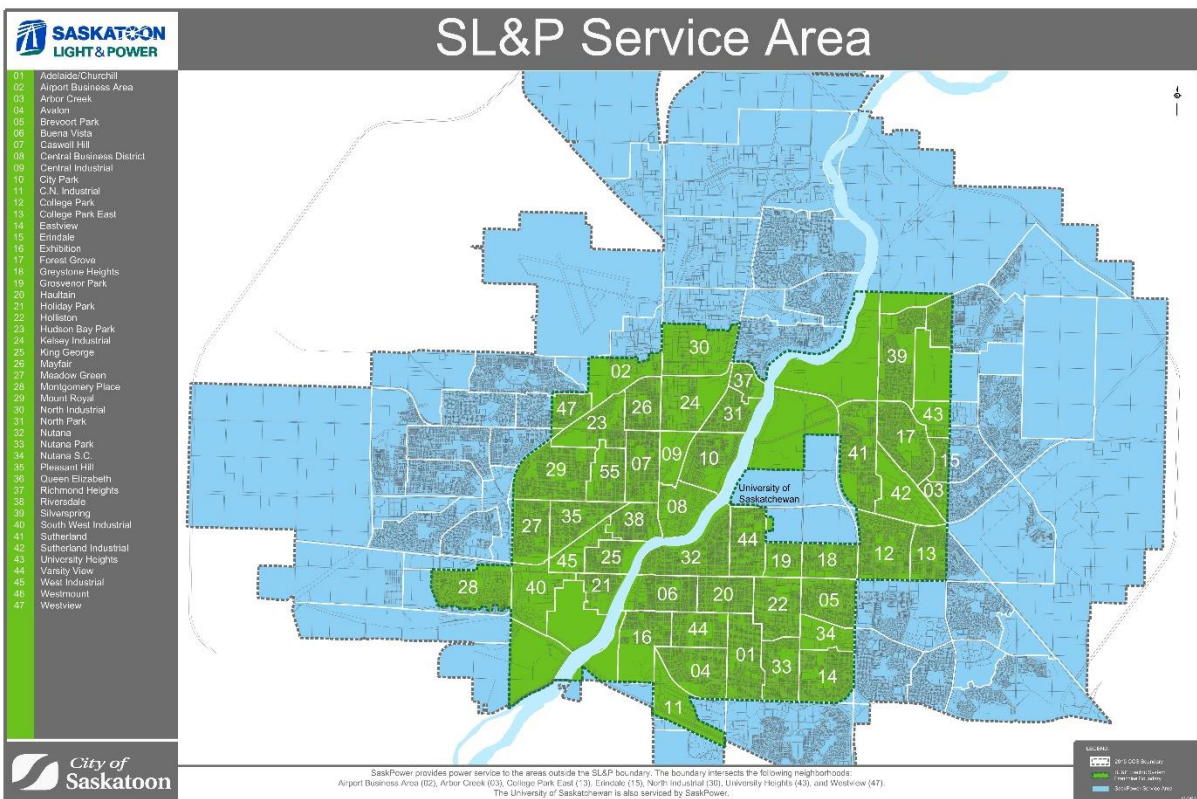 SASKATOON
LIGHT & POWER
SL&P Service Area
01 Adelaide/Churchill
02 Airport Business Area
03 Arbor Creek
04 Avalon
05 Brevoort Park
06 Buena Vista
07 Caswell Hill
08 Central Business District
09 Central Industrial
10 City Park
11 C.N. Industrial
12 College Park
13 College Park East
14 Eastview
15 Erindale
16 Exhibition
17 Forest Grove
18 Greystone Heights
19 Grosvenor Park
20 Haultain
21 Holiday Park
22 Holliston
23 Hudson Bay Park
24 Kelsey Industrial
25 King George
26 Mayfair
27 Meadow Green
28 Montgomery Place
29 Mount Royal
30 North Industrial
31 North Park
32 Nutana
33 Nutana Park
34 Nutana S.C.
35 Pleasant Hill
36 Queen Elizabeth
37 Richmond Heights
38 Riversdale
39 Silverspring
40 South West Industrial
41 Sutherland
42 Sutherland Industrial
43 University Heights
44 Varsity View
45 West Industrial
46 Westmount
47 Westview
30
39
02
37
47
26
24
23
31
43
17
41
15
29
55
07
09
10
03
42
University of
Saskatchewan
08
27
35
38
44
32
12
13
45
25
19
18
28
40
21
06
20
22
05
16
44
34
01
04
33
14
11
City of
Saskatoon
SaskPower provides power service to the areas outside the SL&P boundary. The boundary intersects the following neighborhoods:
Airport Business Area (02), Arbor Creek (03), College Park East (13), Erindale (15), North Industrial (30), University Heights (43), and Westview (47).
The University of Saskatchewan is also serviced by SaskPower.
LEGEND
SaskPower Service Area